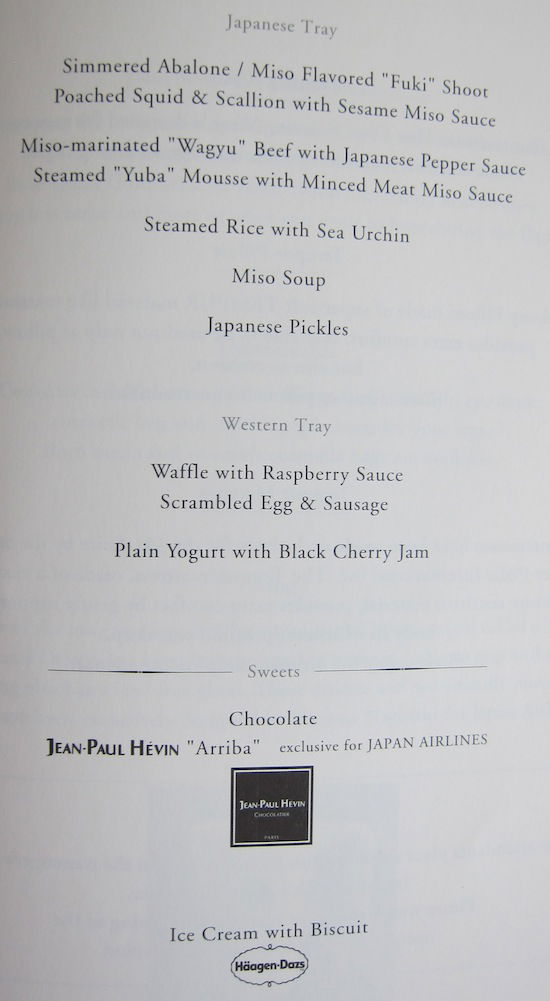 Japanese Tray
Simmered Abalone / Miso Flavored "Fuki" Shoot
Poached Squid & Scallion with Sesame Miso Sauce
Miso-marinated "Wagyu" Beef with Japanese Pepper Sauce
Steamed "Yuba" Mousse with Minced Meat Miso Sauce
Steamed Rice with Sea Urchin
Miso Soup
Japanese Pickles
Western Tray
Waffle with Raspberry Sauce
Scrambled Egg & Sausage
Plain Yogurt with Black Cherry Jam
Sweets
Chocolate
JEAN-PAUL HÉVIN "Arriba" exclusive for JAPAN AIRLINES
JEAN-PAUL HÉVIN
CHOCOLATIER
PARIS
Ice Cream with Biscuit
Häagen-Dazs